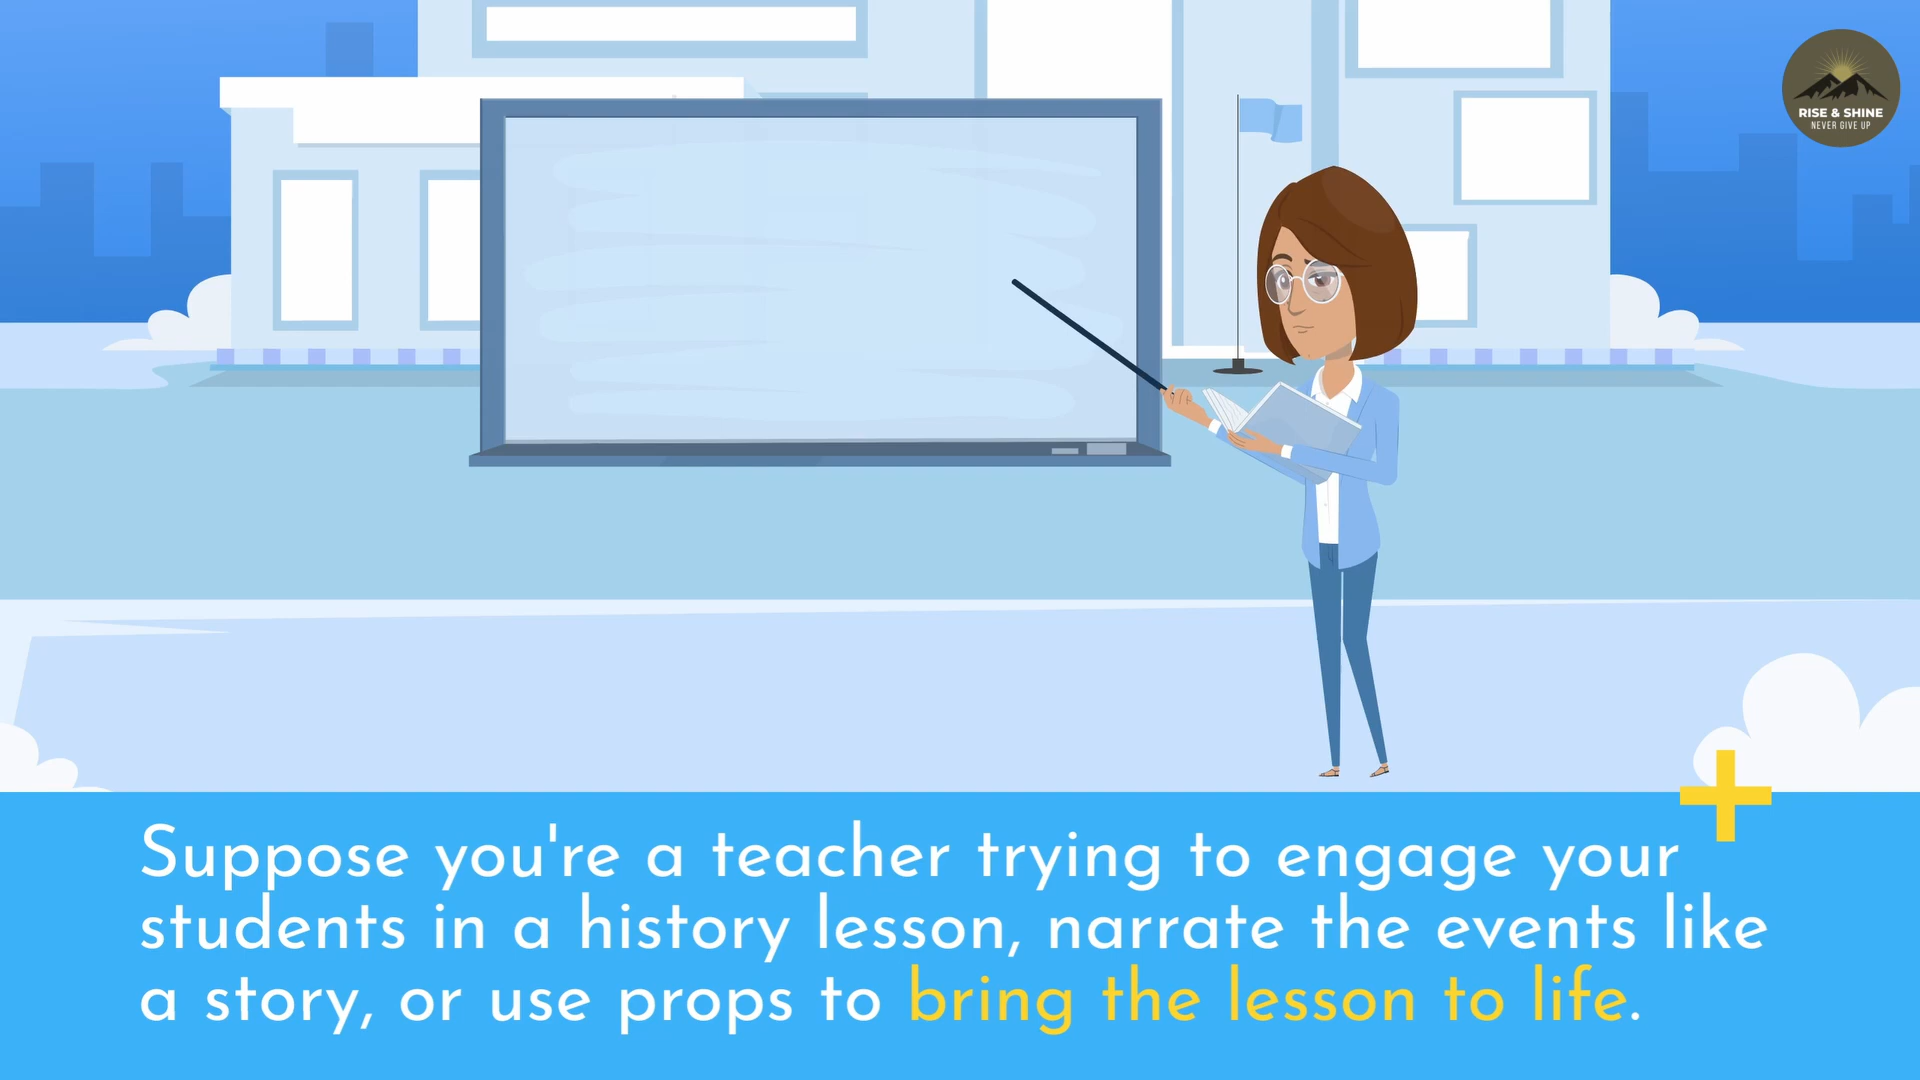 RISE & SHINE
NEVER GIVE UP
Suppose you're a teacher trying to engage your
students in a history lesson, narrate the events like
a story, or use props to bring the lesson to life.